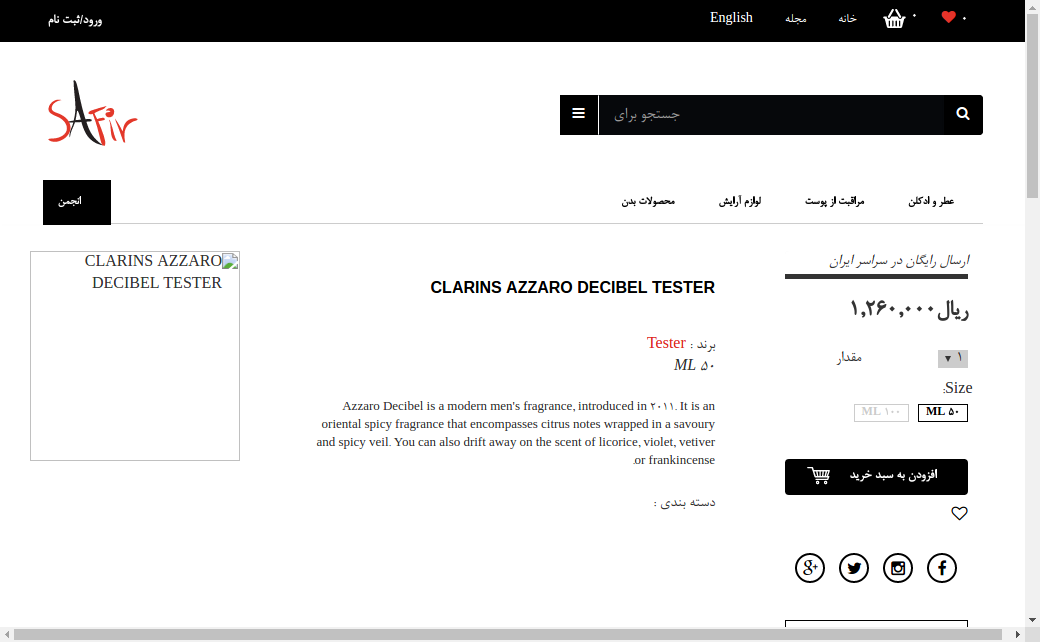 ورود/ثبت نام
English
مجله
خانه
۰
۰
SAFir
جستجو برای
انجمن
محصولات بدن
لوازم آرایش
مراقبت از پوست
عطر و ادکلن
CLARINS AZZARO
DECIBEL TESTER
CLARINS AZZARO DECIBEL TESTER
برند : Tester
۵۰ ML
Azzaro Decibel is a modern men's fragrance, introduced in ۲۰۱۱. It is an
oriental spicy fragrance that encompasses citrus notes wrapped in a savoury
and spicy veil. You can also drift away on the scent of licorice, violet, vetiver
or frankincense.
دسته بندی :
ارسال رایگان در سراسر ایران
ریال۱,۲۶۰,۰۰۰
مقدار
۱
Size:
۵۰ ML
۱۰۰ ML
افزودن به سبد خرید